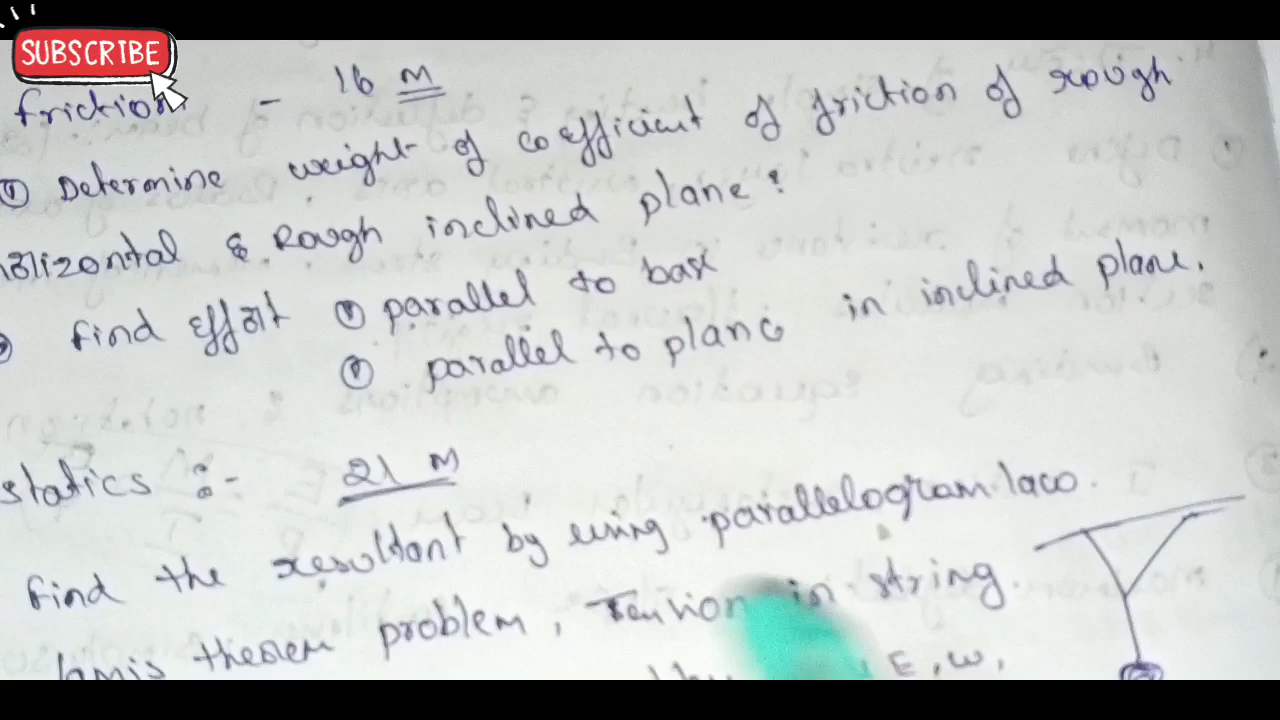 SUBSCRIBE
friction - 16 M
① Determine weight of coefficient of friction of rough
Horizontal & Rough inclined plane?
find effort ① parallel to base
② parallel to plane in inclined plane.
statics :- 21 M
Find the resultant by using parallelogram law.
lamis theorem problem, Tension in string.
E, W,